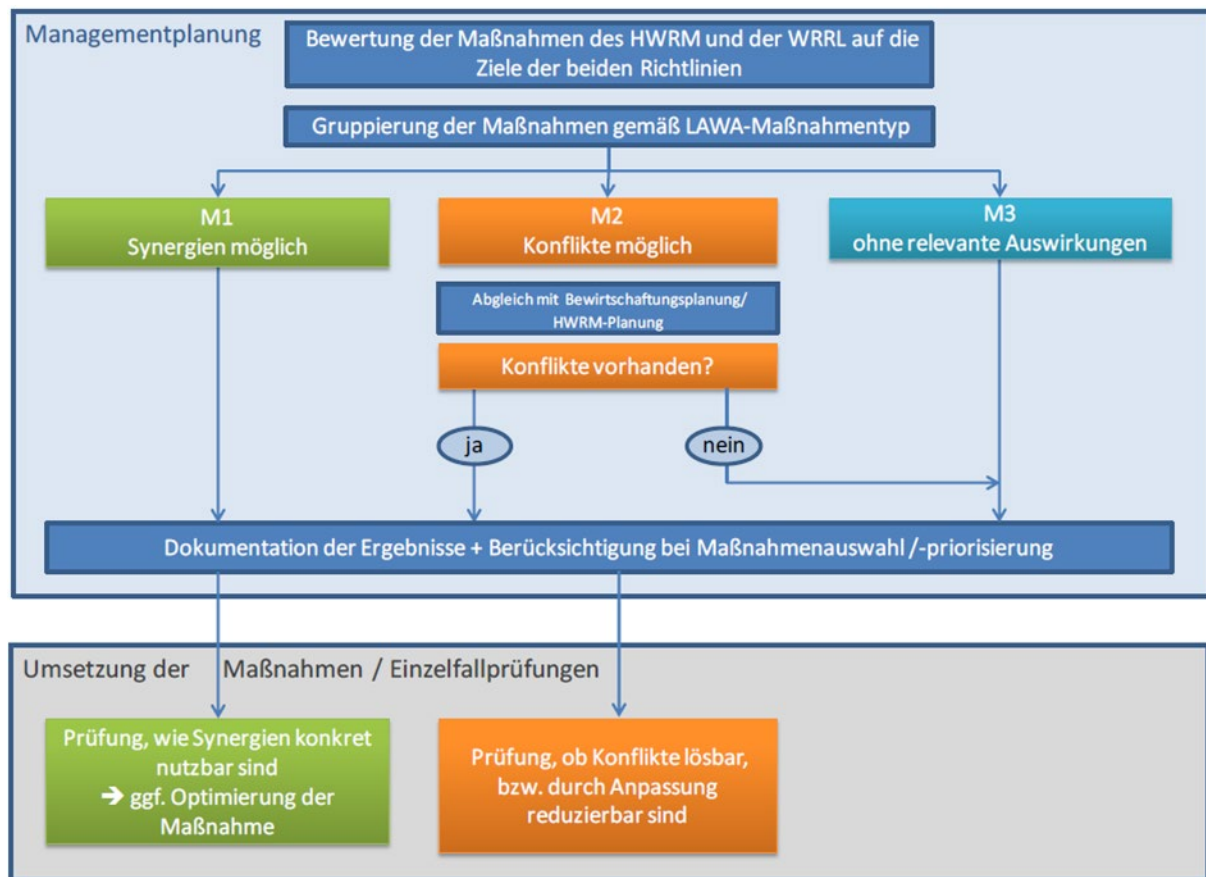 Managementplanung
Bewertung der Maßnahmen des HWRM und der WRRL auf die
Ziele der beiden Richtlinien
Gruppierung der Maßnahmen gemäß LAWA-Maßnahmentyp
M1
Synergien möglich
M2
Konflikte möglich
M3
ohne relevante Auswirkungen
Abgleich mit Bewirtschaftungsplanung/
HWRM-Planung
Konflikte vorhanden?
ja
nein
Dokumentation der Ergebnisse + Berücksichtigung bei Maßnahmenauswahl /-priorisierung
Umsetzung der Maßnahmen / Einzelfallprüfungen
Prüfung, wie Synergien konkret
nutzbar sind
➔ ggf. Optimierung der
Maßnahme
Prüfung, ob Konflikte lösbar,
bzw. durch Anpassung
reduzierbar sind